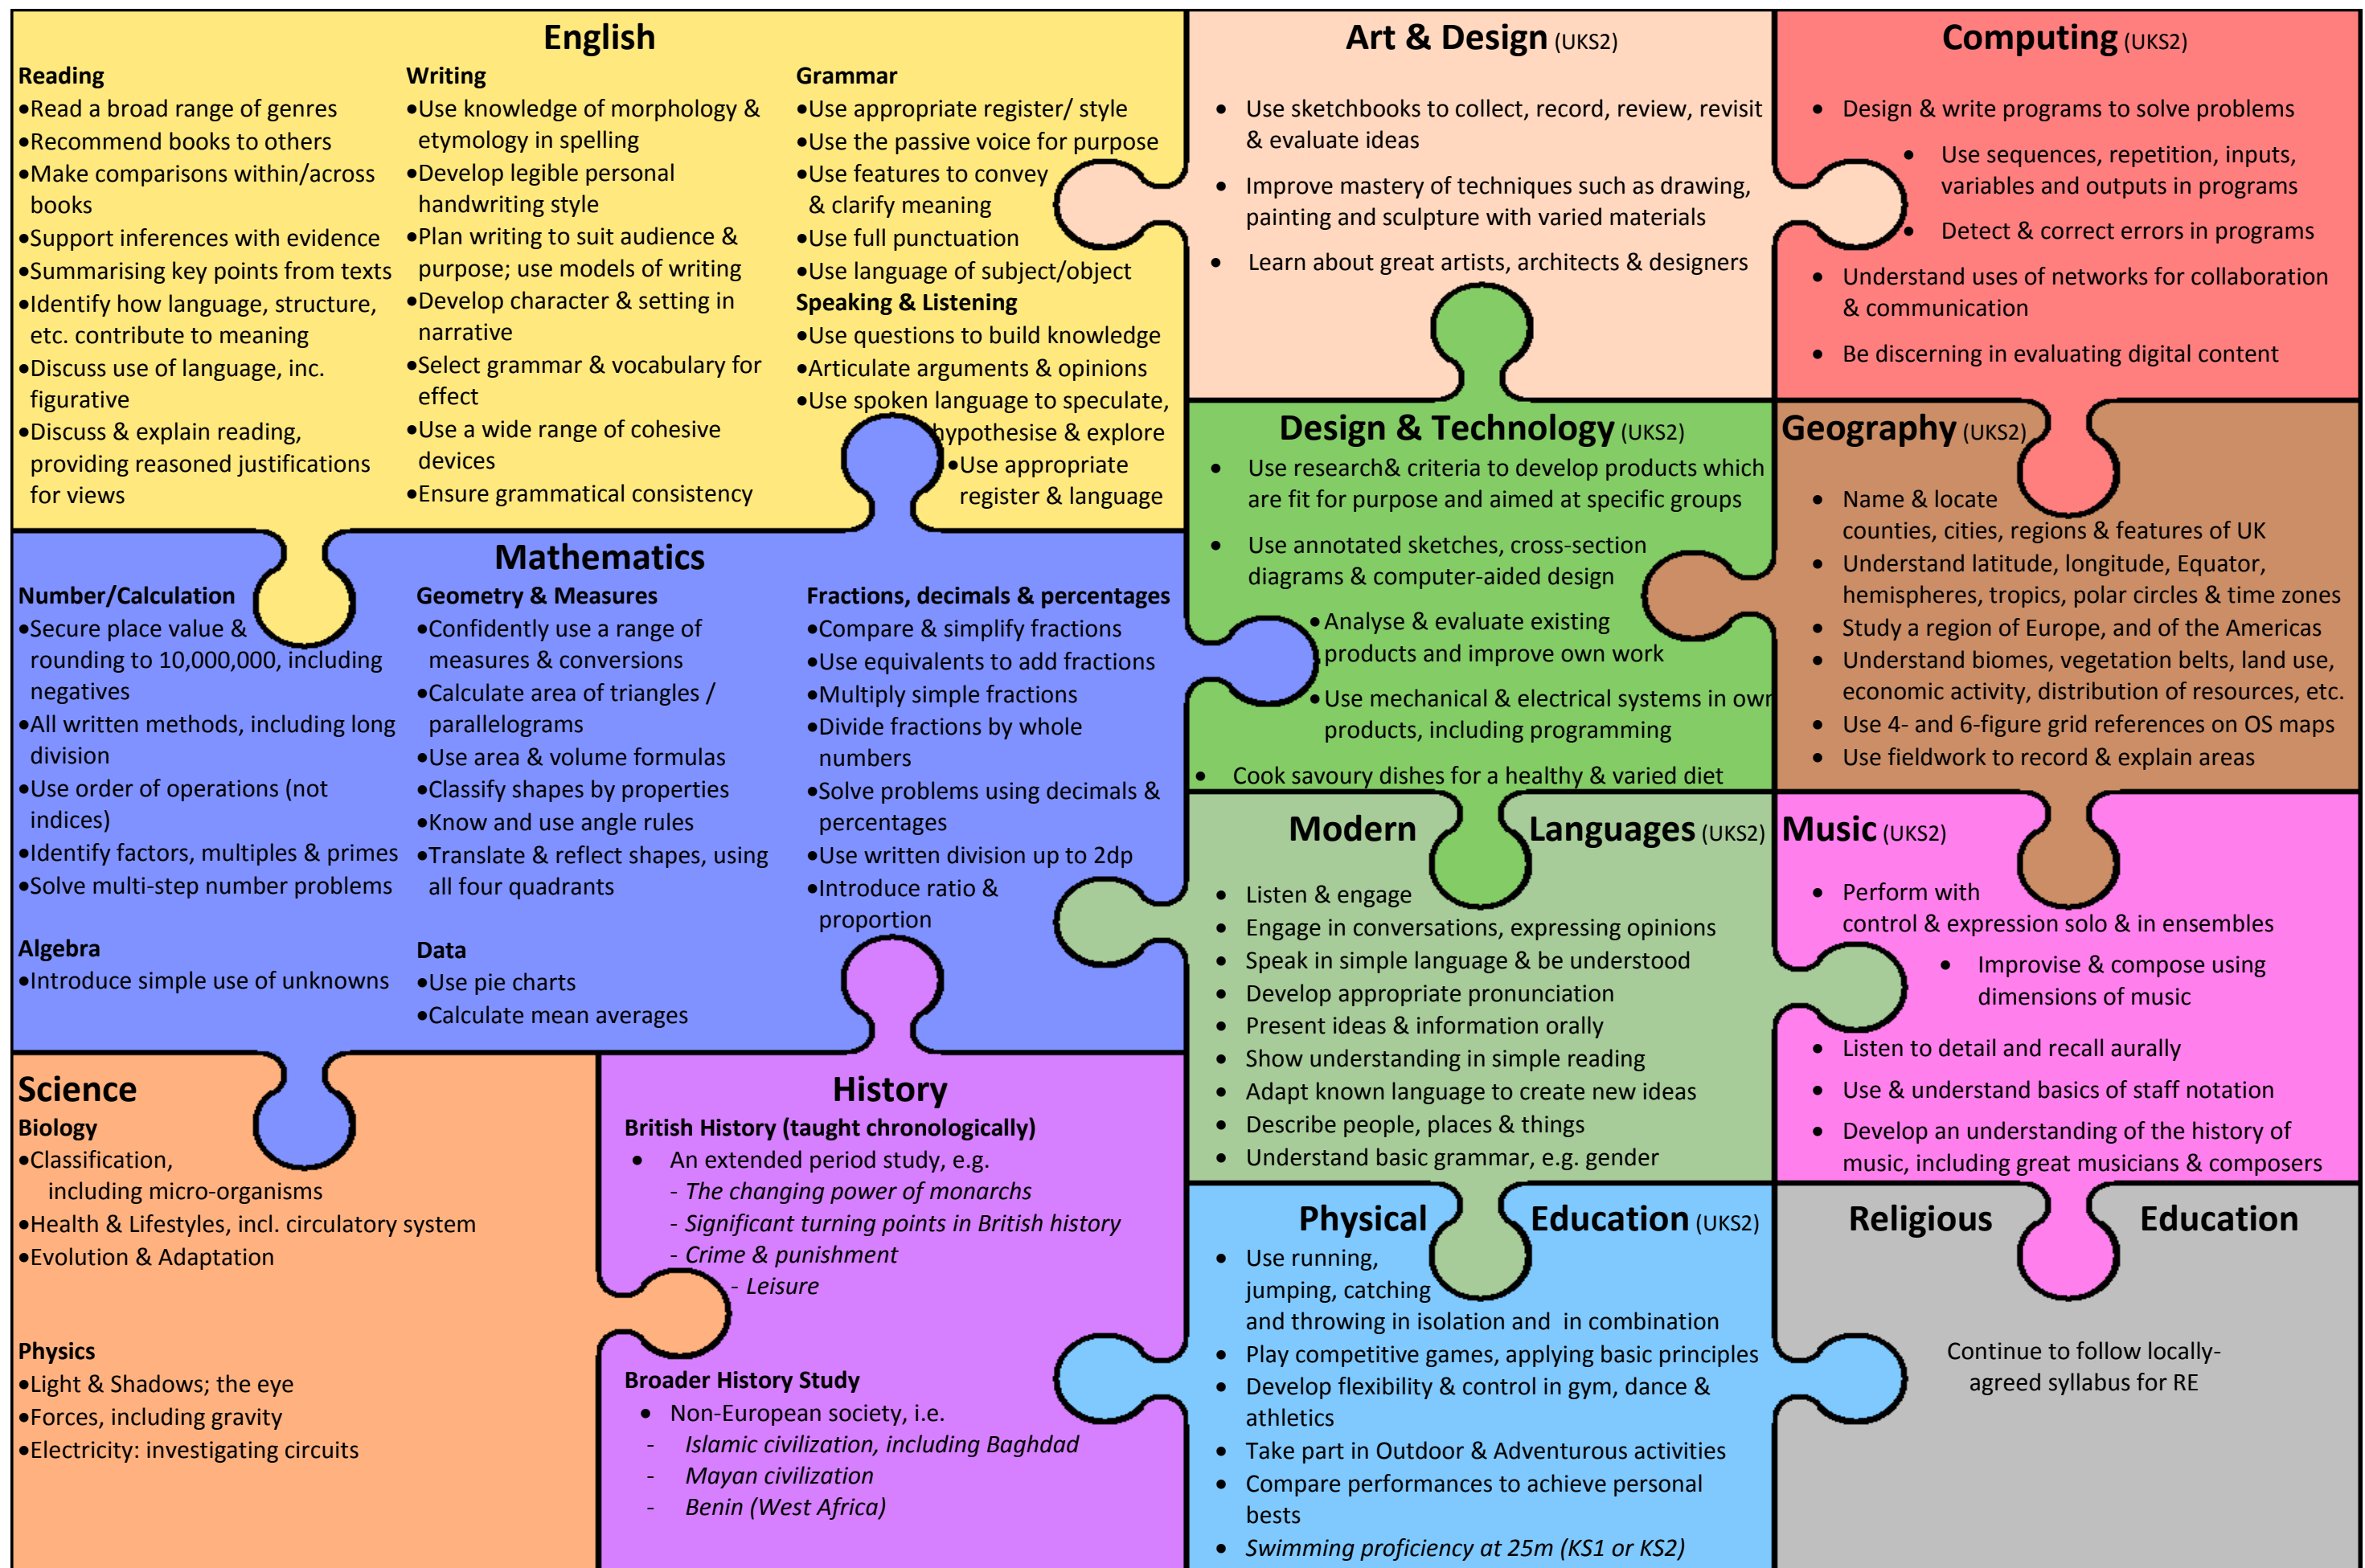 English
Reading
•Read a broad range of genres
•Recommend books to others
•Make comparisons within/across
books
•Support inferences with evidence
•Summarising key points from texts
•Identify how language, structure,
etc. contribute to meaning
•Discuss use of language, inc.
figurative
•Discuss & explain reading,
providing reasoned justifications
for views
Writing
•Use knowledge of morphology &
etymology in spelling
•Develop legible personal
handwriting style
•Plan writing to suit audience &
purpose; use models of writing
•Develop character & setting in
narrative
•Select grammar & vocabulary for
effect
•Use a wide range of cohesive
devices
•Ensure grammatical consistency
Grammar
•Use appropriate register/ style
•Use the passive voice for purpose
•Use features to convey
& clarify meaning
•Use full punctuation
•Use language of subject/object
Speaking & Listening
•Use questions to build knowledge
•Articulate arguments & opinions
•Use spoken language to speculate,
hypothesise & explore
•Use appropriate
register & language
Art & Design (UKS2)
• Use sketchbooks to collect, record, review, revisit
& evaluate ideas
• Improve mastery of techniques such as drawing,
painting and sculpture with varied materials
• Learn about great artists, architects & designers
Computing (UKS2)
• Design & write programs to solve problems
• Use sequences, repetition, inputs,
variables and outputs in programs
• Detect & correct errors in programs
• Understand uses of networks for collaboration
& communication
• Be discerning in evaluating digital content
Mathematics
Number/Calculation
•Secure place value &
rounding to 10,000,000, including
negatives
•All written methods, including long
division
•Use order of operations (not
indices)
•Identify factors, multiples & primes
•Solve multi-step number problems
Algebra
•Introduce simple use of unknowns
Geometry & Measures
•Confidently use a range of
measures & conversions
•Calculate area of triangles /
parallelograms
•Use area & volume formulas
•Classify shapes by properties
•Know and use angle rules
•Translate & reflect shapes, using
all four quadrants
Data
•Use pie charts
•Calculate mean averages
Fractions, decimals & percentages
•Compare & simplify fractions
•Use equivalents to add fractions
•Multiply simple fractions
•Divide fractions by whole
numbers
•Solve problems using decimals &
percentages
•Use written division up to 2dp
•Introduce ratio &
proportion
Design & Technology (UKS2)
• Use research& criteria to develop products which
are fit for purpose and aimed at specific groups
• Use annotated sketches, cross-section
diagrams & computer-aided design
•Analyse & evaluate existing
products and improve own work
•Use mechanical & electrical systems in own
products, including programming
• Cook savoury dishes for a healthy & varied diet
Geography (UKS2)
• Name & locate
counties, cities, regions & features of UK
• Understand latitude, longitude, Equator,
hemispheres, tropics, polar circles & time zones
• Study a region of Europe, and of the Americas
• Understand biomes, vegetation belts, land use,
economic activity, distribution of resources, etc.
• Use 4- and 6-figure grid references on OS maps
• Use fieldwork to record & explain areas
Modern Languages (UKS2)
• Listen & engage
• Engage in conversations, expressing opinions
• Speak in simple language & be understood
• Develop appropriate pronunciation
• Present ideas & information orally
• Show understanding in simple reading
• Adapt known language to create new ideas
• Describe people, places & things
• Understand basic grammar, e.g. gender
Music (UKS2)
• Perform with
control & expression solo & in ensembles
• Improvise & compose using
dimensions of music
• Listen to detail and recall aurally
• Use & understand basics of staff notation
• Develop an understanding of the history of
music, including great musicians & composers
Science
Biology
•Classification,
including micro-organisms
•Health & Lifestyles, incl. circulatory system
•Evolution & Adaptation
Physics
•Light & Shadows; the eye
•Forces, including gravity
•Electricity: investigating circuits
History
British History (taught chronologically)
• An extended period study, e.g.
- The changing power of monarchs
- Significant turning points in British history
- Crime & punishment
- Leisure
Broader History Study
• Non-European society, i.e.
- Islamic civilization, including Baghdad
- Mayan civilization
- Benin (West Africa)
Physical Education (UKS2)
• Use running,
jumping, catching
and throwing in isolation and in combination
• Play competitive games, applying basic principles
• Develop flexibility & control in gym, dance &
athletics
• Take part in Outdoor & Adventurous activities
• Compare performances to achieve personal
bests
• Swimming proficiency at 25m (KS1 or KS2)
Religious Education
Continue to follow locally-
agreed syllabus for RE